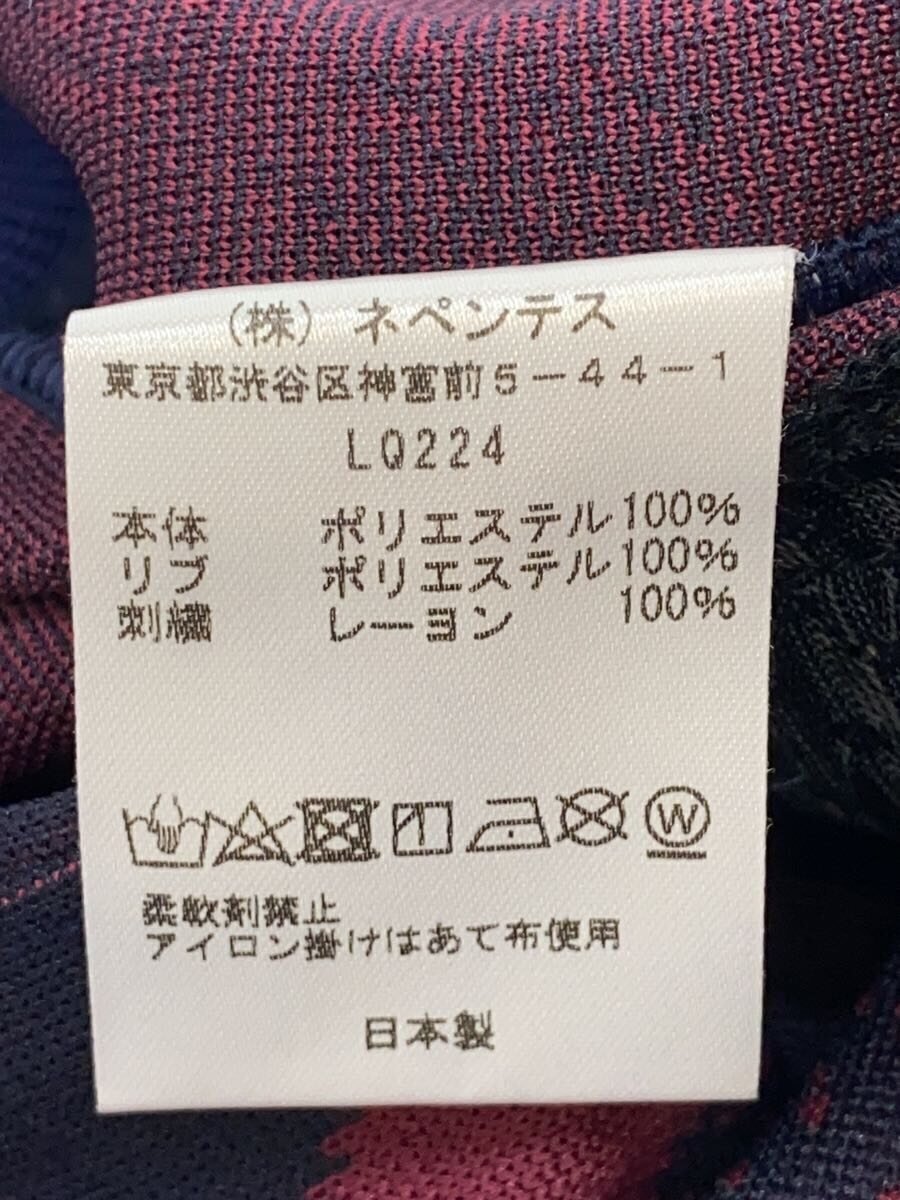 (株) ネペンテス
東京都渋谷区神宮前5-44-1
LQ224
本体 ポリエステル100%
リブ ポリエステル100%
刺繍 レーヨン 100%
W
柔軟剤禁止
アイロン掛けはあて布使用
日本製